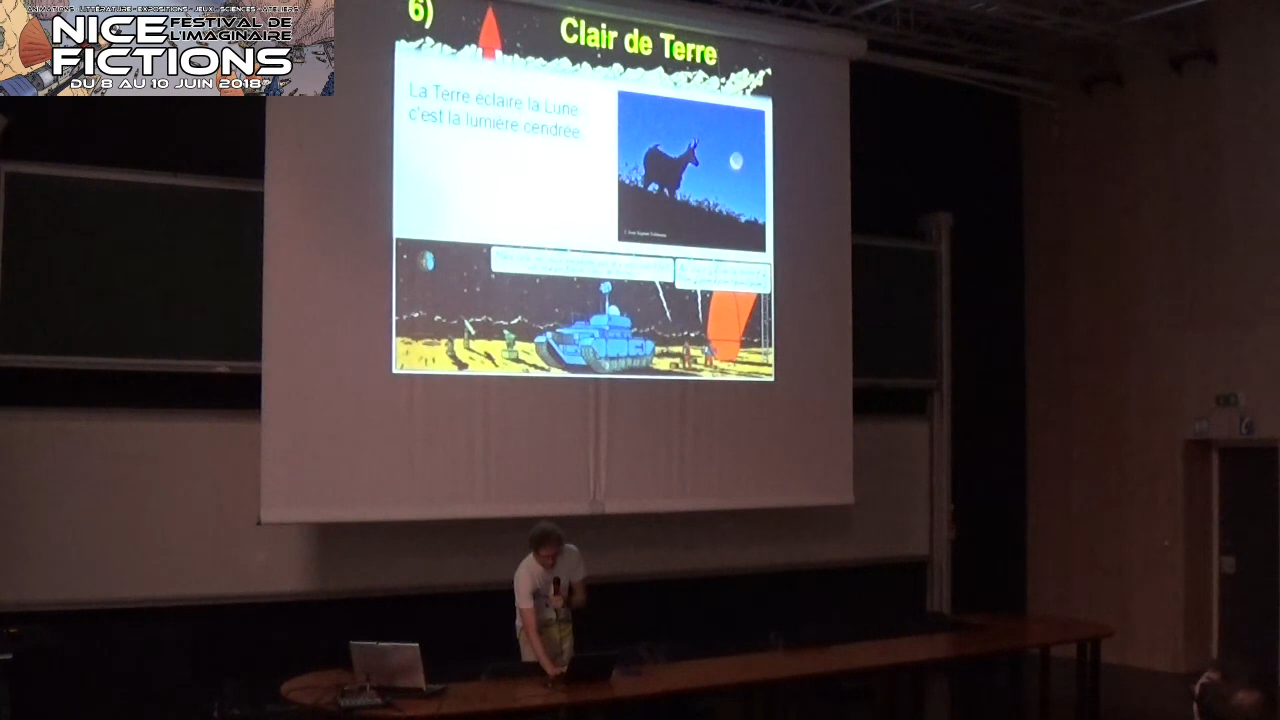 ANIMATIONS - LITTÉRATURE - EXPOSITIONS - JEUX - SCIENCES - ATELIERS
NICE FESTIVAL DE L'IMAGINAIRE
FICTIONS
DU 8 AU 10 JUIN 2018
6)
Clair de Terre
La Terre éclaire la Lune:
c'est la lumière cendrée.